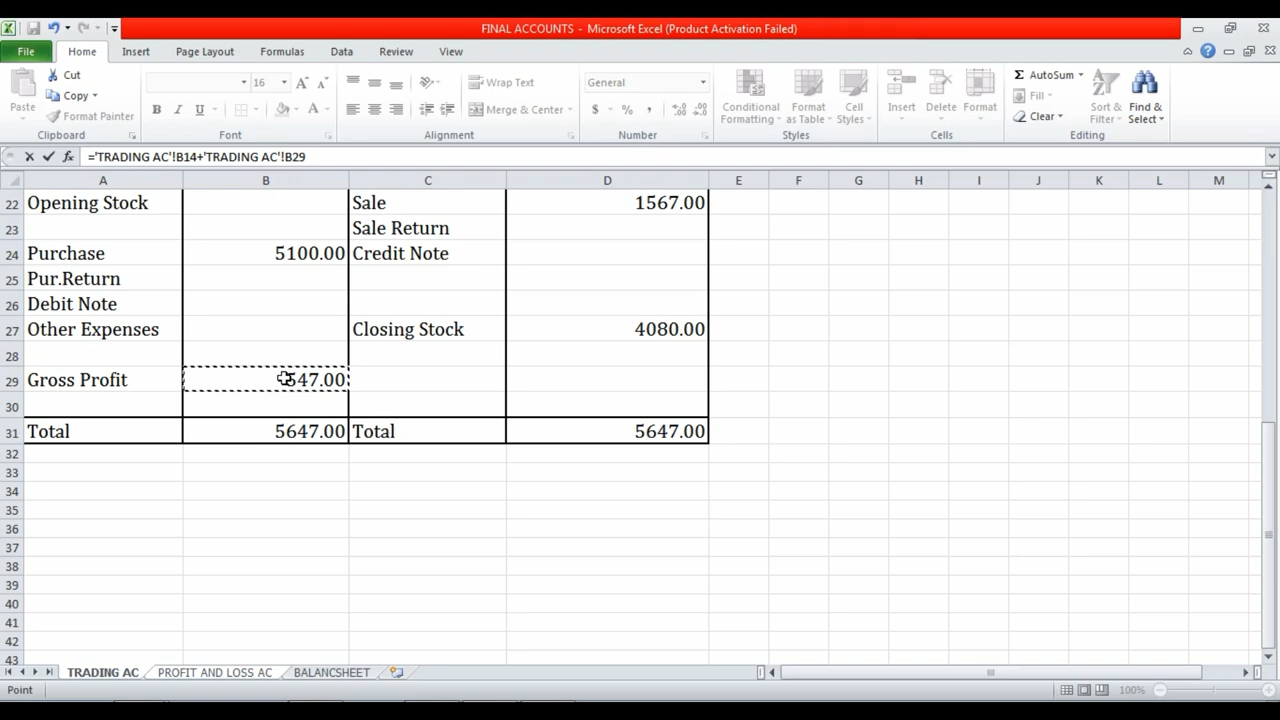 FINAL ACCOUNTS - Microsoft Excel (Product Activation Failed)
File Home Insert Page Layout Formulas Data Review View
Paste Cut Copy Format Painter
16
Wrap Text
Merge & Center
General
$ % ,
Conditional Formatting Format as Table Cell Styles
Insert Delete Format
Σ AutoSum Fill Clear
Sort & Filter Find & Select
Clipboard Font Alignment Number Styles Cells Editing
fx ='TRADING AC'!B14+'TRADING AC'!B29
A B C D E F G H I J K L M
22 Opening Stock Sale 1567.00
23 Sale Return
24 Purchase 5100.00 Credit Note
25 Pur.Return
26 Debit Note
27 Other Expenses Closing Stock 4080.00
28
29 Gross Profit 547.00
30
31 Total 5647.00 Total 5647.00
32
33
34
35
36
37
38
39
40
41
42
43
TRADING AC PROFIT AND LOSS AC BALANCSHEET
Point 100%